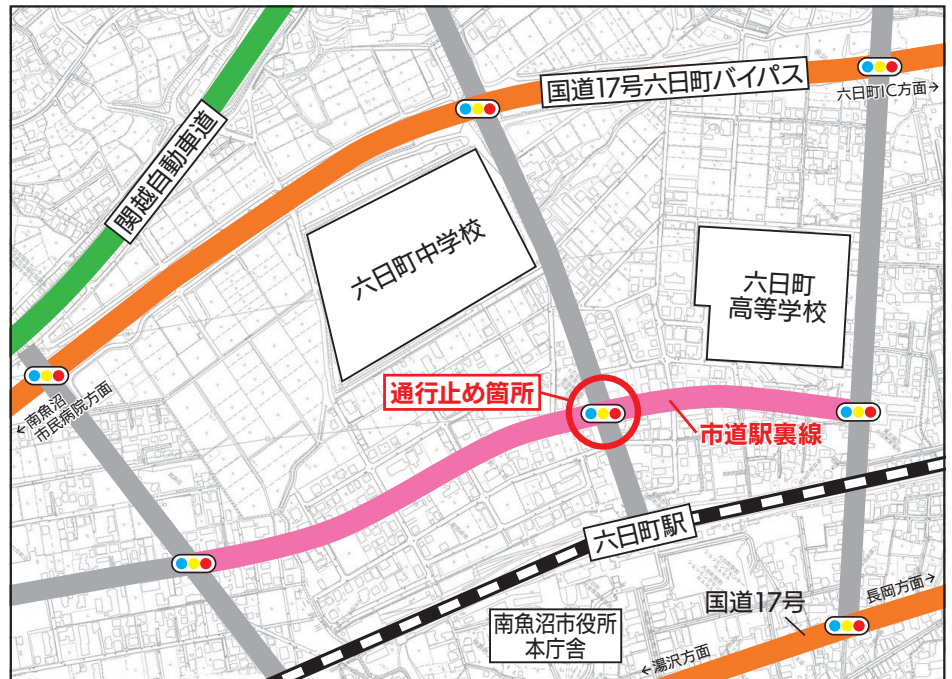 国道17号六日町バイパス
六日町IC方面→
関越自動車道
六日町中学校
六日町
高等学校
←南魚沼
市民病院方面
通行止め箇所
市道駅裏線
六日町駅
長岡方面→
国道17号
南魚沼市役所
本庁舎
←湯沢方面